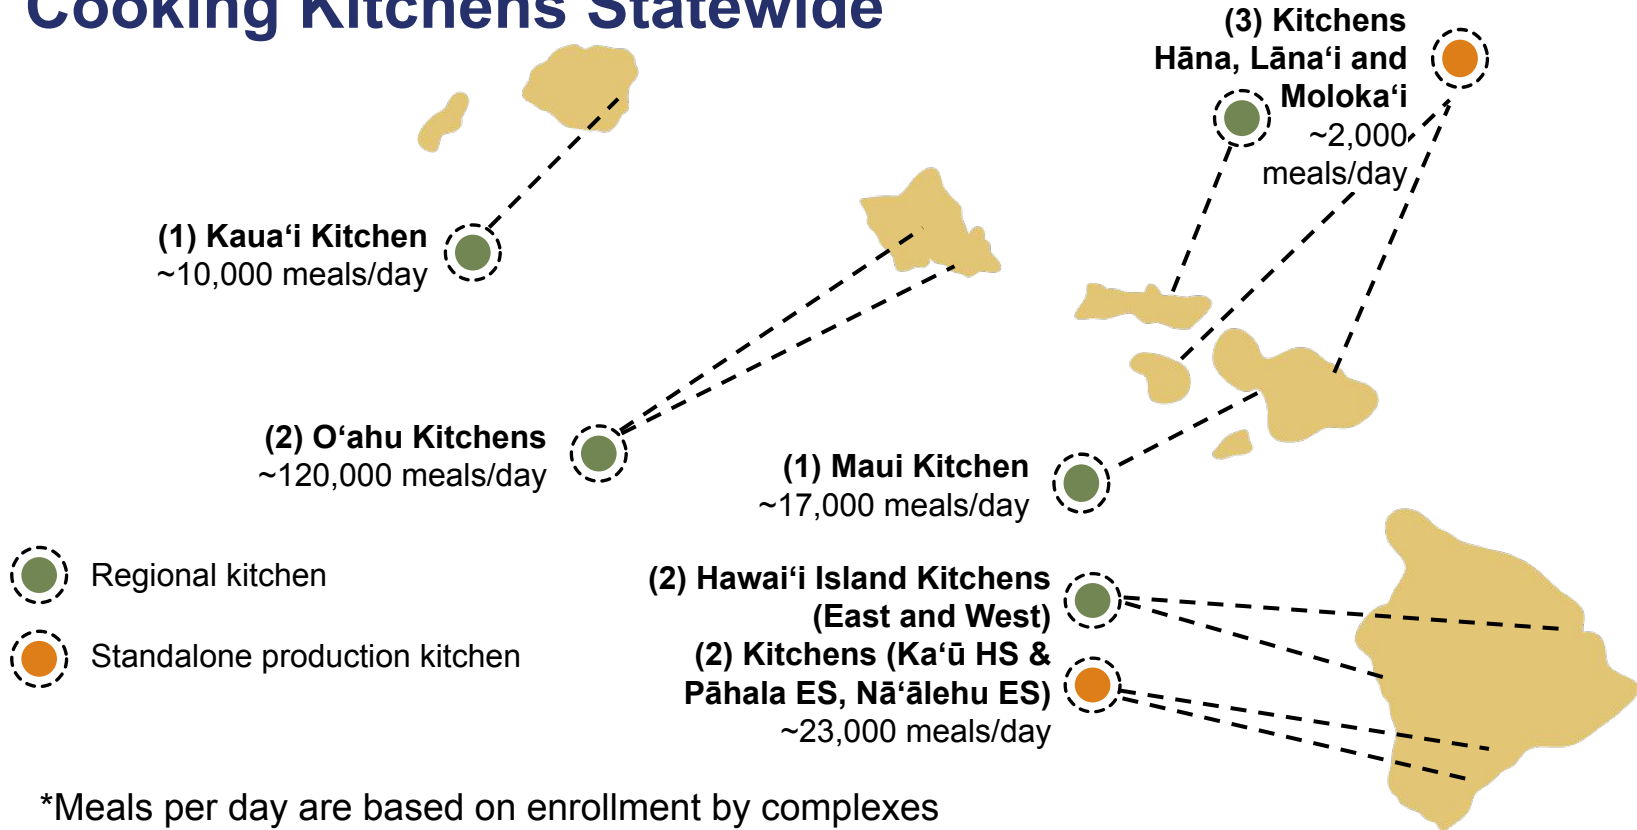 Cooking Kitchens Statewide
(3) Kitchens
Hāna, Lānaʻi and
Molokaʻi
~2,000
meals/day
(1) Kauaʻi Kitchen
~10,000 meals/day
(2) Oʻahu Kitchens
~120,000 meals/day
(1) Maui Kitchen
~17,000 meals/day
Regional kitchen
Standalone production kitchen
(2) Hawaiʻi Island Kitchens
(East and West)
(2) Kitchens (Kaʻū HS &
Pāhala ES, Nāʻālehu ES)
~23,000 meals/day
*Meals per day are based on enrollment by complexes